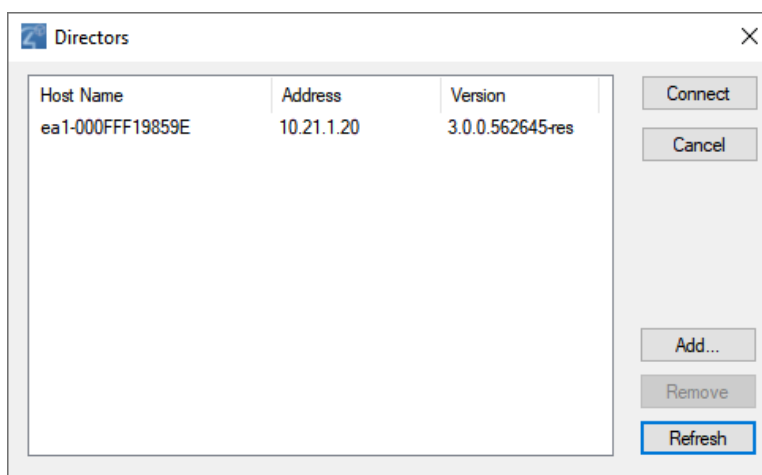 Directors
Host Name Address Version
ea1-000FFF19859E 10.21.1.20 3.0.0.562645-res
Connect
Cancel
Add...
Remove
Refresh